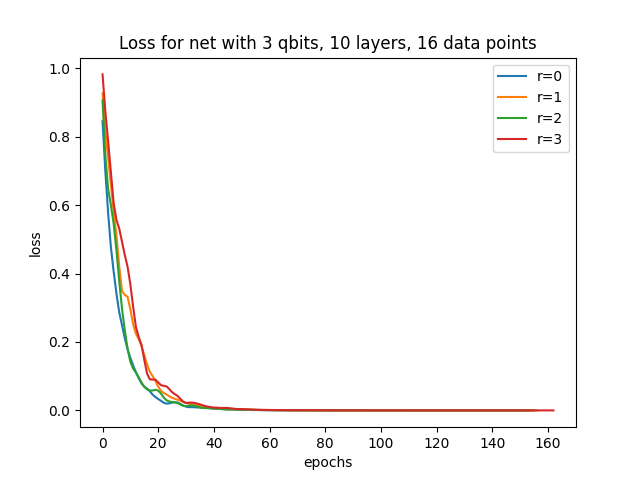 Loss for net with 3 qbits, 10 layers, 16 data points
r=0
r=1
r=2
r=3
loss
1.0
0.8
0.6
0.4
0.2
0.0
0 20 40 60 80 100 120 140 160
epochs